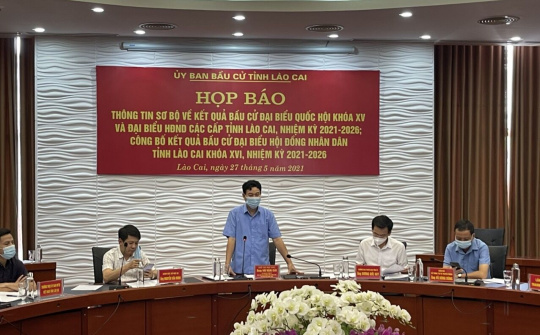 ỦY BAN BẦU CỬ TỈNH LÀO CAI
HỌP BÁO
THÔNG TIN SƠ BỘ VỀ KẾT QUẢ BẦU CỬ ĐẠI BIỂU QUỐC HỘI KHÓA XV
VÀ ĐẠI BIỂU HĐND CÁC CẤP TỈNH LÀO CAI, NHIỆM KỲ 2021-2026;
CÔNG BỐ KẾT QUẢ BẦU CỬ ĐẠI BIỂU HỘI ĐỒNG NHÂN DÂN
TỈNH LÀO CAI KHÓA XVI, NHIỆM KỲ 2021-2026
Lào Cai, ngày 27 tháng 5 năm 2021